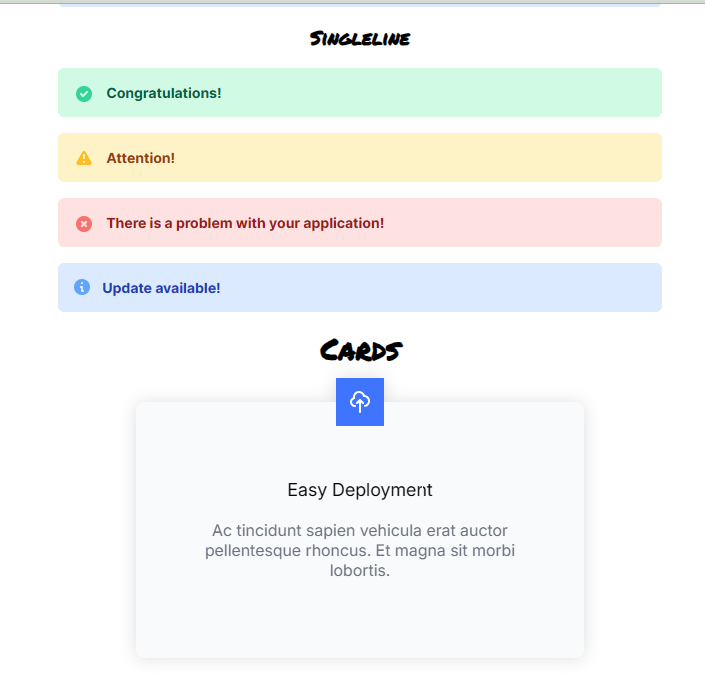 Singleline
Congratulations!
Attention!
There is a problem with your application!
Update available!
Cards
Easy Deployment
Ac tincidunt sapien vehicula erat auctor
pellentesque rhoncus. Et magna sit morbi
lobortis.